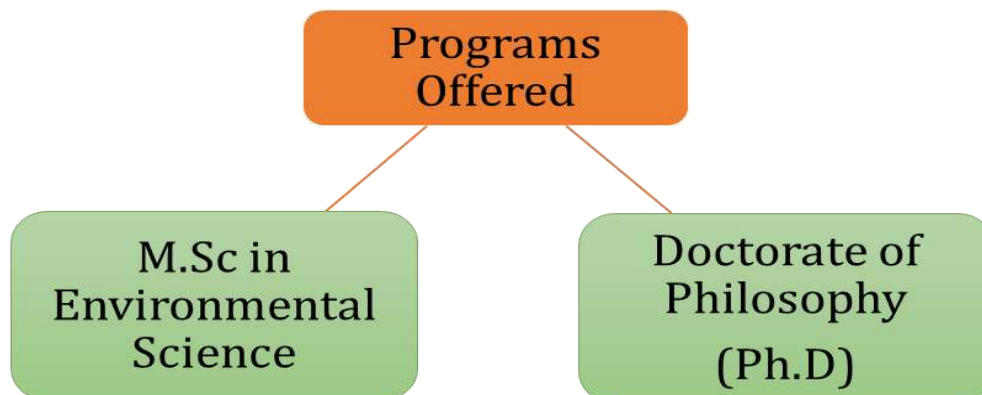 Programs
Offered
M.Sc in
Environmental
Science
Doctorate of
Philosophy
(Ph.D)